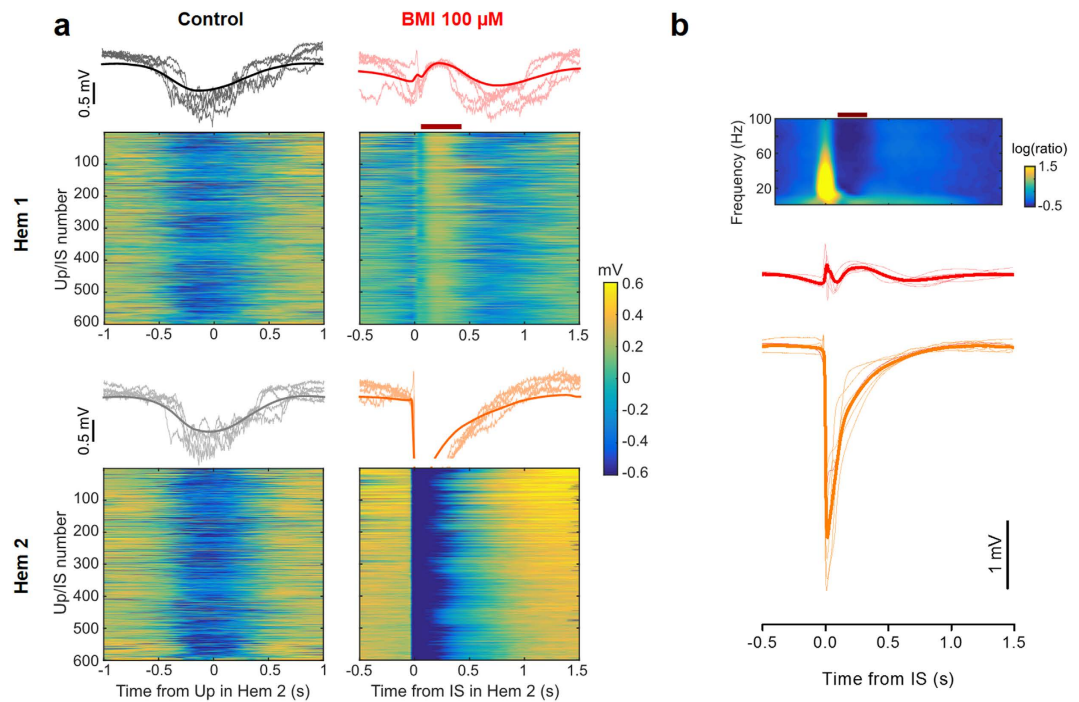 a
Control
BMI 100 µM
b
0.5 mV
Hem 1
Up/IS number
100
200
300
400
500
600
-1
-0.5
0
0.5
1
-0.5
0
0.5
1
1.5
mV
0.6
0.4
0.2
0
-0.2
-0.4
-0.6
0.5 mV
Hem 2
Up/IS number
100
200
300
400
500
600
-1
-0.5
0
0.5
1
Time from Up in Hem 2 (s)
-0.5
0
0.5
1
1.5
Time from IS in Hem 2 (s)
Frequency (Hz)
100
60
20
log(ratio)
1.5
-0.5
1 mV
-0.5
0.0
0.5
1.0
1.5
Time from IS (s)